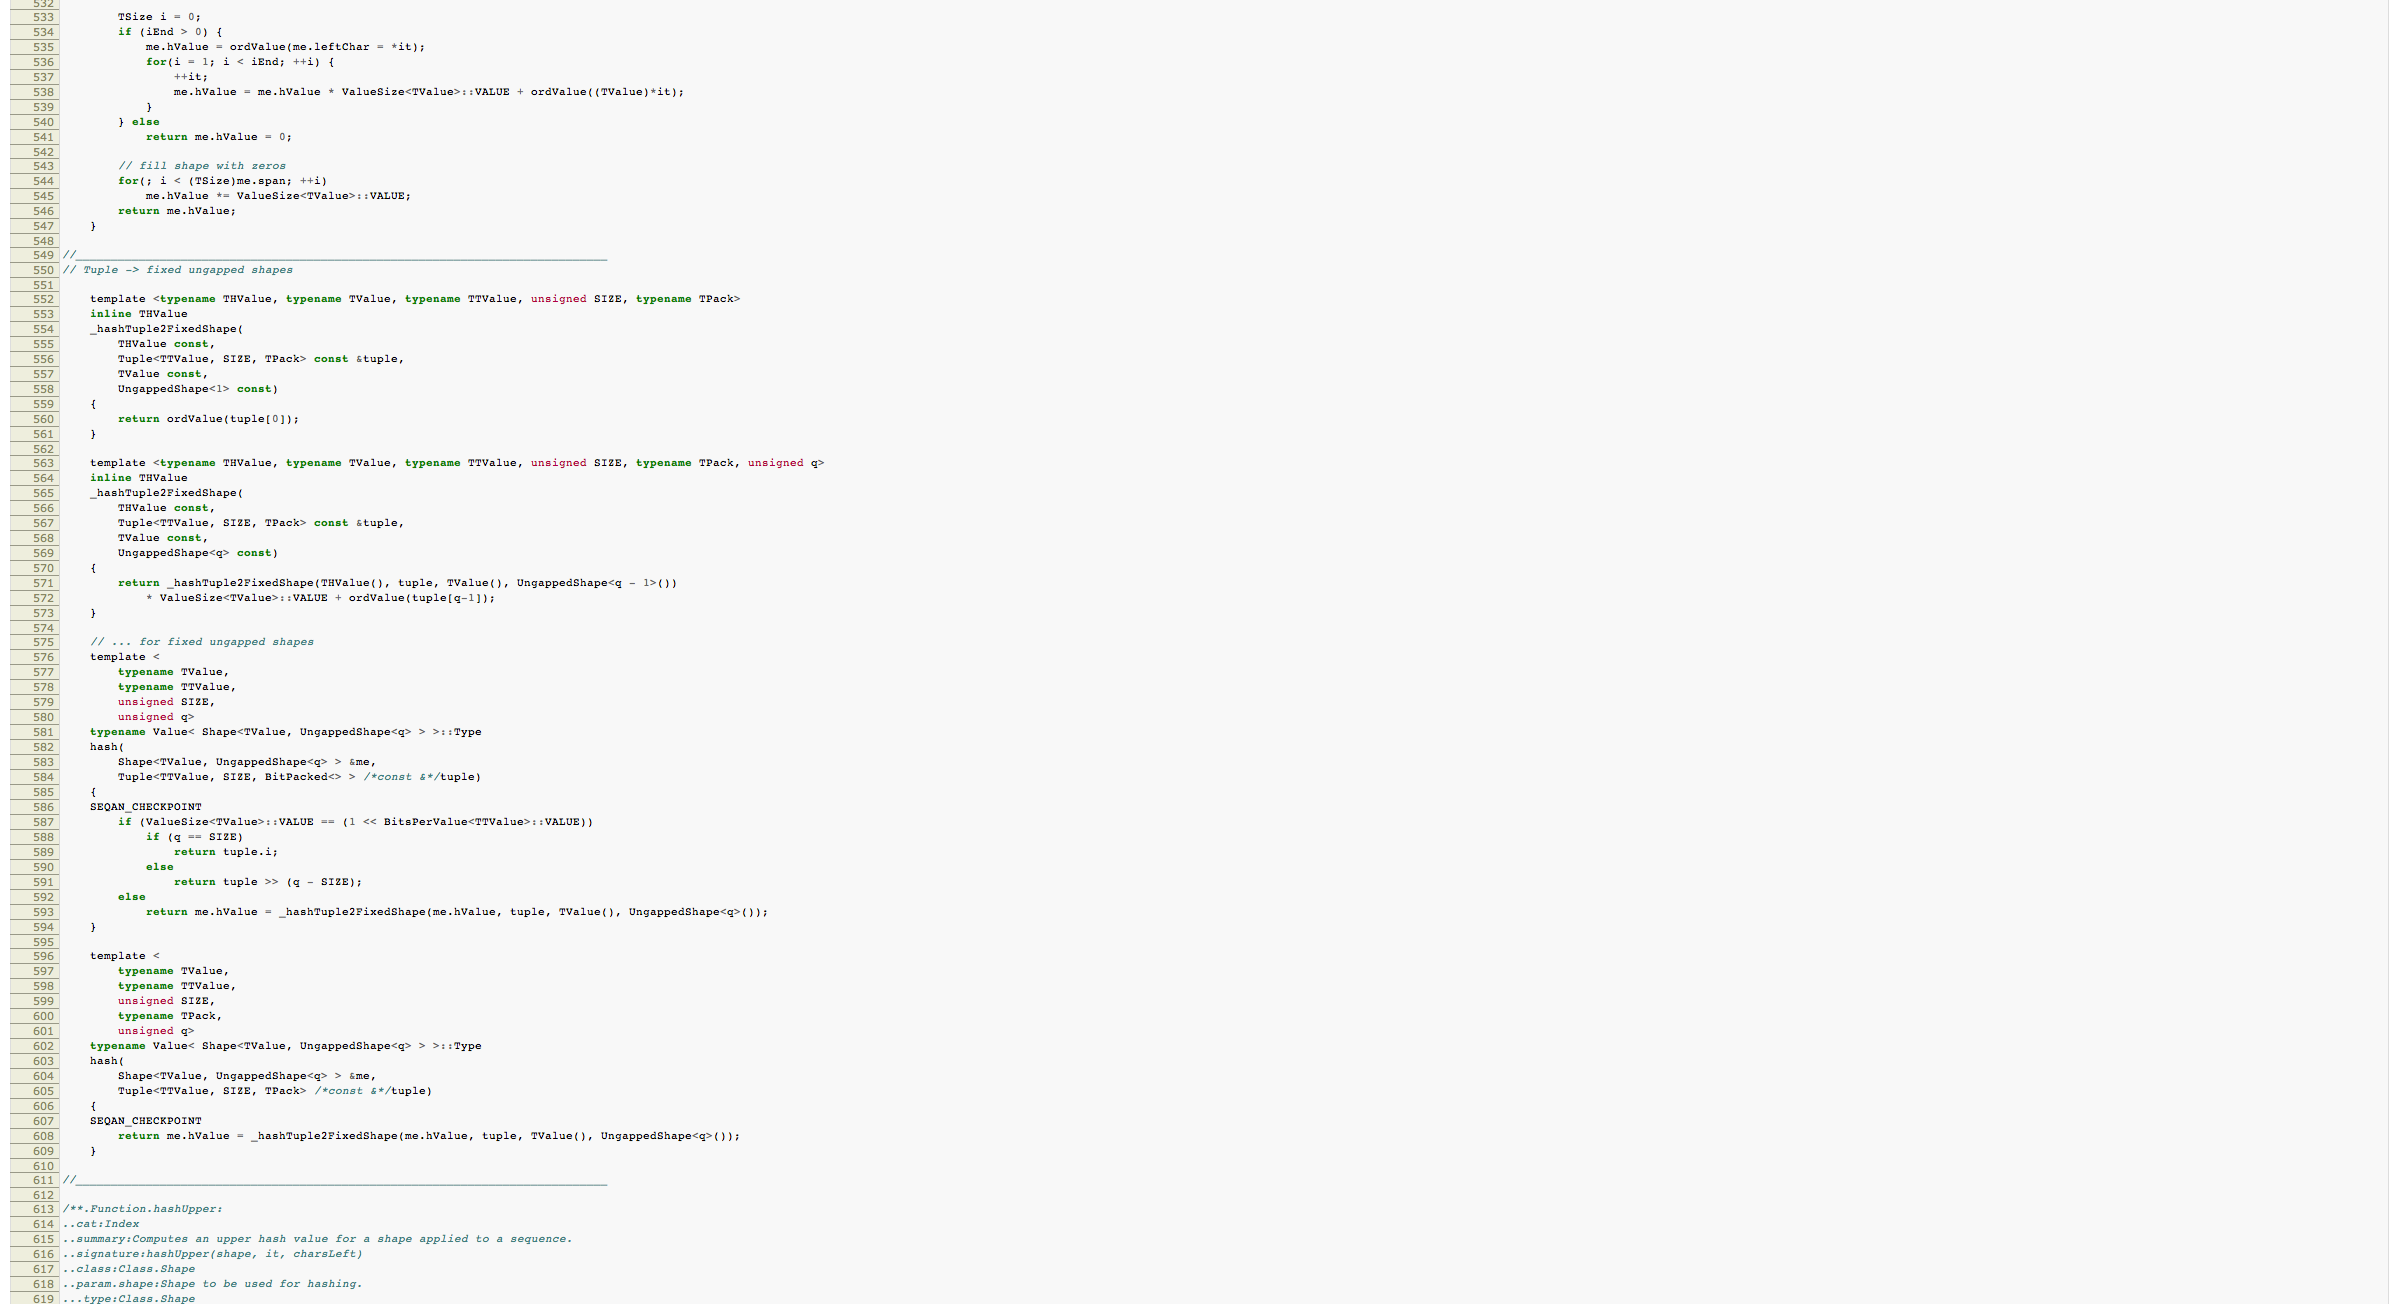 532
533 TSize i = 0;
534 if (iEnd > 0) {
535 me.hValue = ordValue(me.leftChar = *it);
536 for(i = 1; i < iEnd; ++i) {
537 ++it;
538 me.hValue = me.hValue * ValueSize<TValue>::VALUE + ordValue((TValue)*it);
539 }
540 } else
541 return me.hValue = 0;
542
543 // fill shape with zeros
544 for(; i < (TSize)me.span; ++i)
545 me.hValue *= ValueSize<TValue>::VALUE;
546 return me.hValue;
547 }
548
549 //____________________________________________________________________________
550 // Tuple -> fixed ungapped shapes
551
552 template <typename THValue, typename TValue, typename TTValue, unsigned SIZE, typename TPack>
553 inline THValue
554 _hashTuple2FixedShape(
555 THValue const,
556 Tuple<TTValue, SIZE, TPack> const &tuple,
557 TValue const,
558 UngappedShape<1> const)
559 {
560 return ordValue(tuple[0]);
561 }
562
563 template <typename THValue, typename TValue, typename TTValue, unsigned SIZE, typename TPack, unsigned q>
564 inline THValue
565 _hashTuple2FixedShape(
566 THValue const,
567 Tuple<TTValue, SIZE, TPack> const &tuple,
568 TValue const,
569 UngappedShape<q> const)
570 {
571 return _hashTuple2FixedShape(THValue(), tuple, TValue(), UngappedShape<q - 1>())
572 * ValueSize<TValue>::VALUE + ordValue(tuple[q-1]);
573 }
574
575 // ... for fixed ungapped shapes
576 template <
577 typename TValue,
578 typename TTValue,
579 unsigned SIZE,
580 unsigned q>
581 typename Value< Shape<TValue, UngappedShape<q> > >::Type
582 hash(
583 Shape<TValue, UngappedShape<q> > &me,
584 Tuple<TTValue, SIZE, BitPacked<> > /*const &*/tuple)
585 {
586 SEQAN_CHECKPOINT
587 if (ValueSize<TValue>::VALUE == (1 << BitsPerValue<TTValue>::VALUE))
588 if (q == SIZE)
589 return tuple.i;
590 else
591 return tuple >> (q - SIZE);
592 else
593 return me.hValue = _hashTuple2FixedShape(me.hValue, tuple, TValue(), UngappedShape<q>());
594 }
595
596 template <
597 typename TValue,
598 typename TTValue,
599 unsigned SIZE,
600 typename TPack,
601 unsigned q>
602 typename Value< Shape<TValue, UngappedShape<q> > >::Type
603 hash(
604 Shape<TValue, UngappedShape<q> > &me,
605 Tuple<TTValue, SIZE, TPack> /*const &*/tuple)
606 {
607 SEQAN_CHECKPOINT
608 return me.hValue = _hashTuple2FixedShape(me.hValue, tuple, TValue(), UngappedShape<q>());
609 }
610
611 //____________________________________________________________________________
612
613 /**.Function.hashUpper:
614 ..cat:Index
615 ..summary:Computes an upper hash value for a shape applied to a sequence.
616 ..signature:hashUpper(shape, it, charsLeft)
617 ..class:Class.Shape
618 ..param.shape:Shape to be used for hashing.
619 ...type:Class.Shape